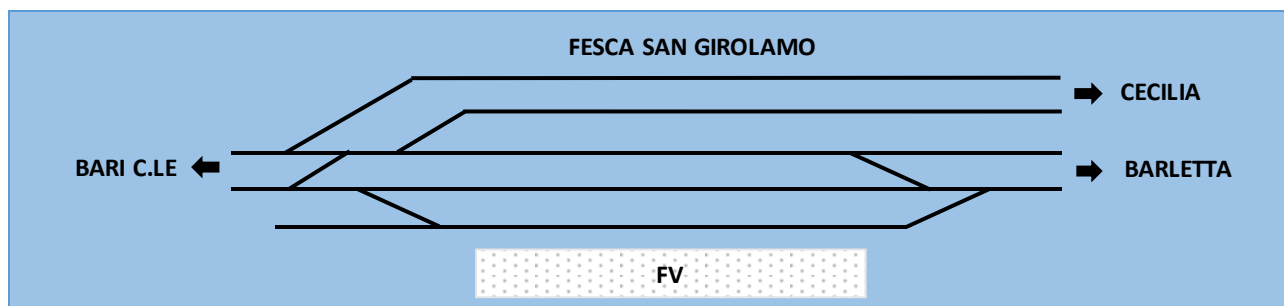 FESCA SAN GIROLAMO
CECILIA
BARI C.LE
BARLETTA
FV